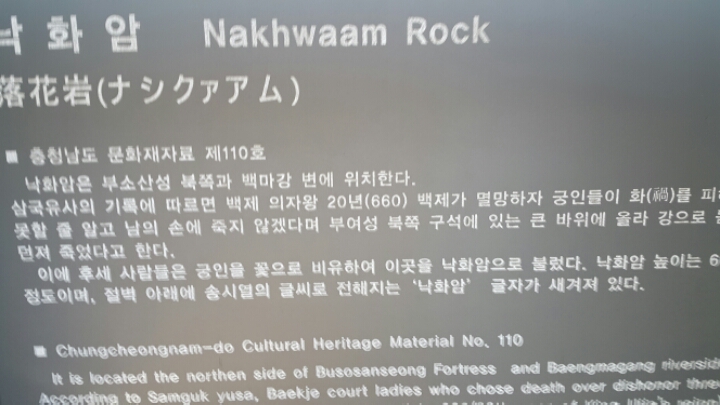 낙 화 암 Nakhwaam Rock
落花岩(ナシクァアム)
■ 충청남도 문화재자료 제110호
낙화암은 부소산성 북쪽과 백마강 변에 위치한다.
삼국유사의 기록에 따르면 백제 의자왕 20년(660) 백제가 멸망하자 궁인들이 화(禍)를 피
못할 줄 알고 남의 손에 죽지 않겠다며 부여성 북쪽 구석에 있는 큰 바위에 올라 강으로
던져 죽었다고 한다.
이에 후세 사람들은 궁인을 꽃으로 비유하여 이곳을 낙화암으로 불렀다. 낙화암 높이는 6
정도이며, 절벽 아래에 송시열의 글씨로 전해지는 '낙화암' 글자가 새겨져 있다.
■ Chungcheongnam-do Cultural Heritage Material No. 110
It is located the northen side of Busosanseong Fortress and Baengmagang riverside
According to Samguk yusa, Baekje court ladies who chose death over dishonor thre